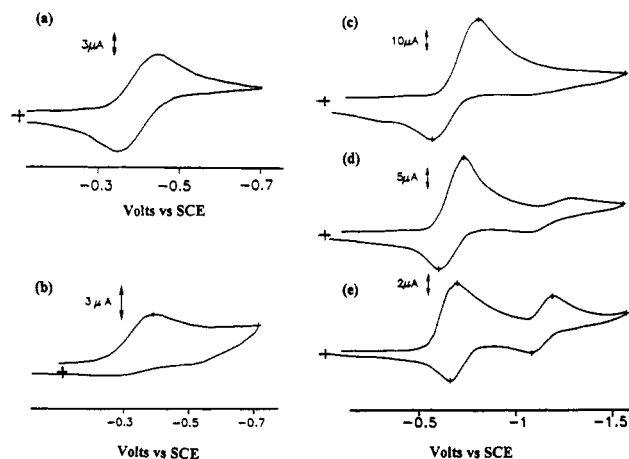 (a)
3μA
-0.3 -0.5 -0.7
Volts vs SCE
(b)
3μA
-0.3 -0.5 -0.7
Volts vs SCE
(c)
10μA
(d)
5μA
(e)
2μA
-0.5 -1 -1.5
Volts vs SCE